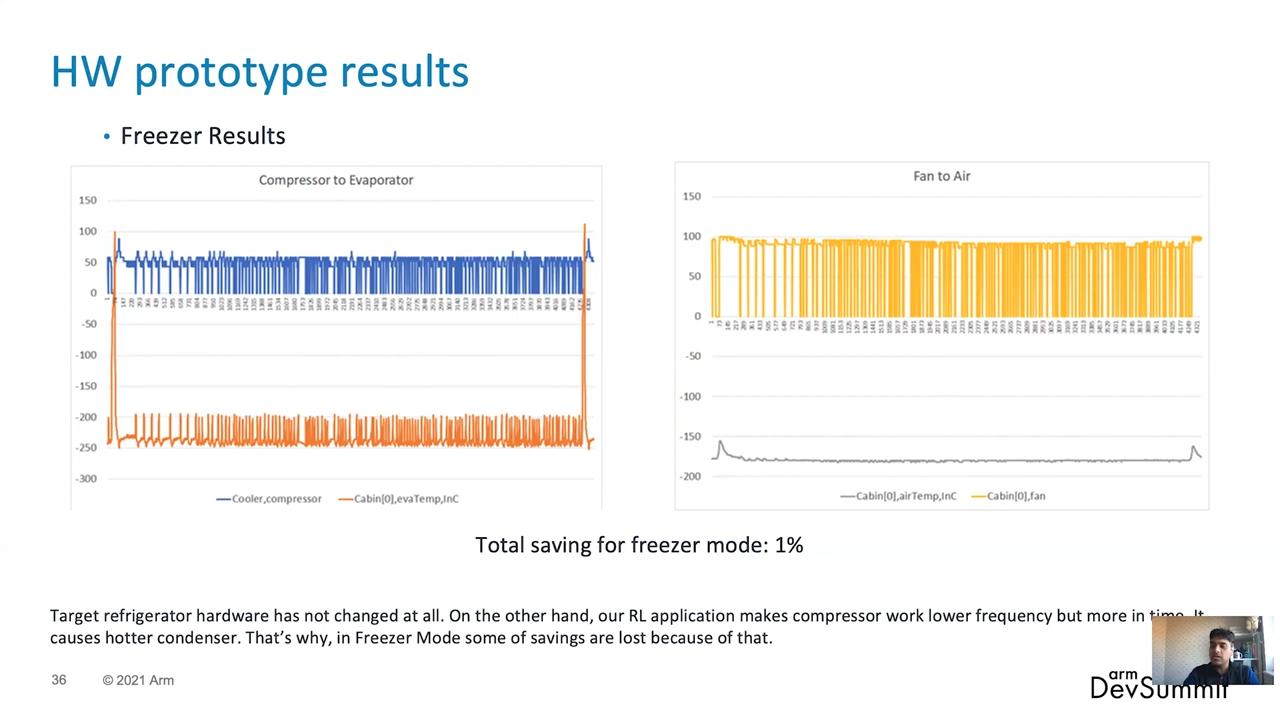 HW prototype results
• Freezer Results
Compressor to Evaporator
150
100
50
0
-50
-100
-150
-200
-250
-300
Cooler,compressor
Cabin[0],evaTemp,InC
Fan to Air
150
100
50
0
-50
-100
-150
-200
Cabin[0],airTemp,InC
Cabin[0],fan
Total saving for freezer mode: 1%
Target refrigerator hardware has not changed at all. On the other hand, our RL application makes compressor work lower frequency but more in time. It
causes hotter condenser. That's why, in Freezer Mode some of savings are lost because of that.
36
© 2021 Arm
arm
DevSummit